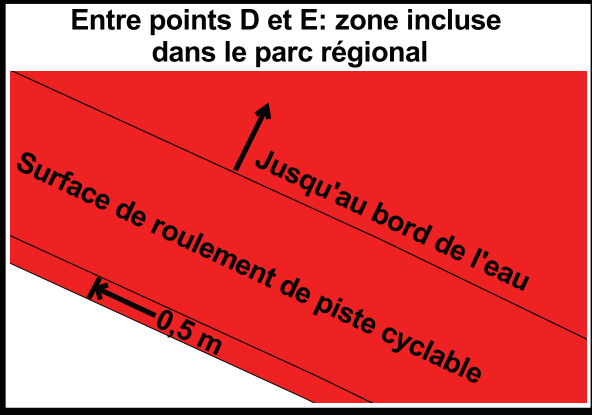 Entre points D et E: zone incluse
dans le parc régional
Jusqu'au bord de l'eau
Surface de roulement de piste cyclable
0,5 m